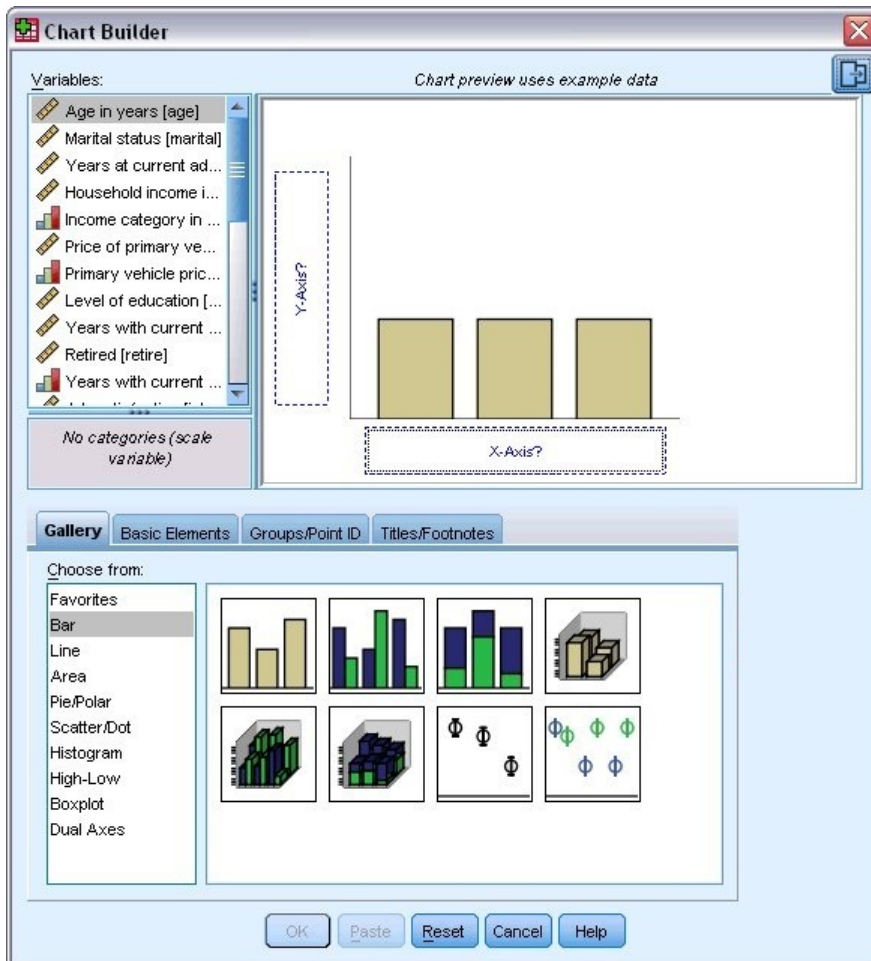 Chart Builder
Variables:
Chart preview uses example data
Age in years [age]
Marital status [marital]
Years at current ad...
Household income i...
Income category in ...
Price of primary ve...
Primary vehicle pric...
Level of education [...
Years with current ...
Retired [retire]
Years with current ...
No categories (scale
variable)
Y-Axis?
X-Axis?
Gallery
Basic Elements
Groups/Point ID
Titles/Footnotes
Choose from:
Favorites
Bar
Line
Area
Pie/Polar
Scatter/Dot
Histogram
High-Low
Boxplot
Dual Axes
OK
Paste
Reset
Cancel
Help